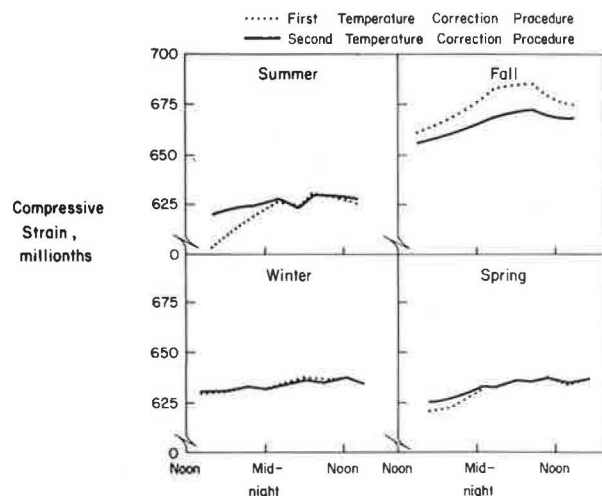 First Temperature Correction Procedure
Second Temperature Correction Procedure
700
Summer
Fall
675
650
Compressive
Strain,
millionths
625
0
Winter
Spring
675
650
625
0
Noon
Mid-
night
Noon
Noon
Mid-
night
Noon